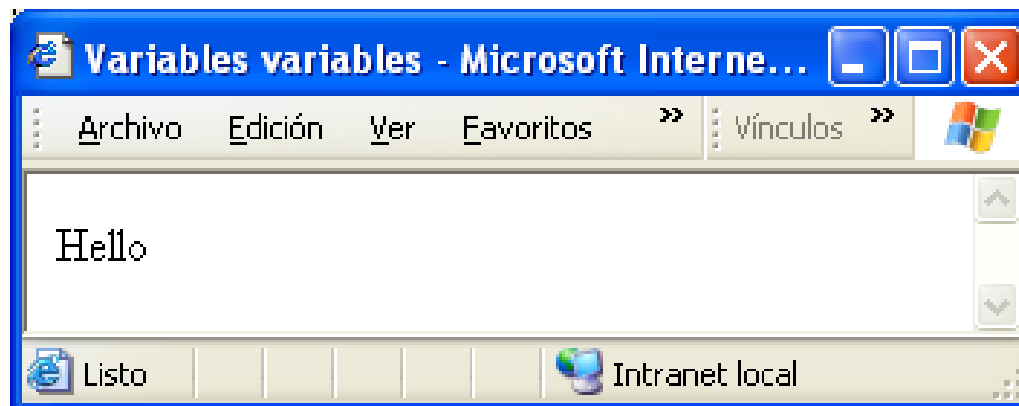 Variables variables - Microsoft Interne...
Archivo Edición Ver Favoritos » Vínculos »
Hello
Listo Intranet local